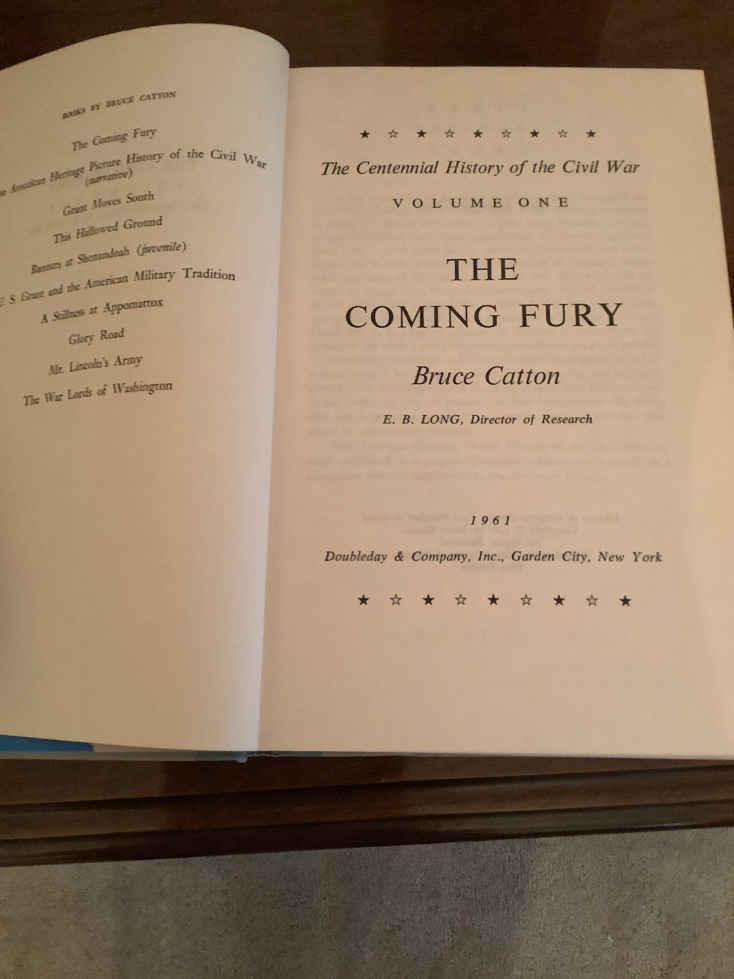 BOOKS BY BRUCE CATTON
The Coming Fury
American Heritage Picture History of the Civil War
(narrative)
Grant Moves South
This Hallowed Ground
Banners at Shenandoah (juvenile)
S Grant and the American Military Tradition
A Stillness at Appomattox
Glory Road
Mr. Lincoln's Army
The War Lords of Washington
★ ☆ ★ ☆ ★ ☆ ★ ☆ ★
The Centennial History of the Civil War
VOLUME ONE
THE
COMING FURY
Bruce Catton
E. B. LONG, Director of Research
1961
Doubleday & Company, Inc., Garden City, New York
★ ☆ ★ ☆ ★ ☆ ★ ☆ ★